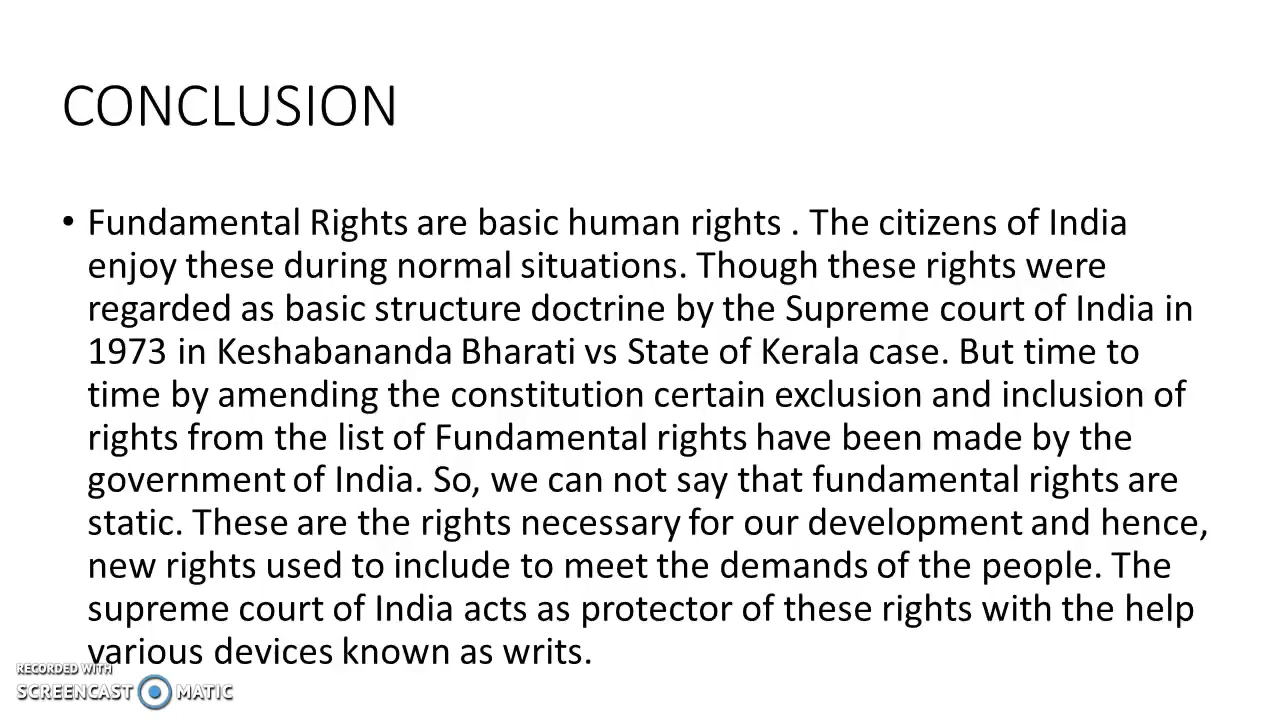 CONCLUSION
• Fundamental Rights are basic human rights . The citizens of India
enjoy these during normal situations. Though these rights were
regarded as basic structure doctrine by the Supreme court of India in
1973 in Keshabananda Bharati vs State of Kerala case. But time to
time by amending the constitution certain exclusion and inclusion of
rights from the list of Fundamental rights have been made by the
government of India. So, we can not say that fundamental rights are
static. These are the rights necessary for our development and hence,
new rights used to include to meet the demands of the people. The
supreme court of India acts as protector of these rights with the help
various devices known as writs.
RECORDED WITH
SCREENCAST MATIC